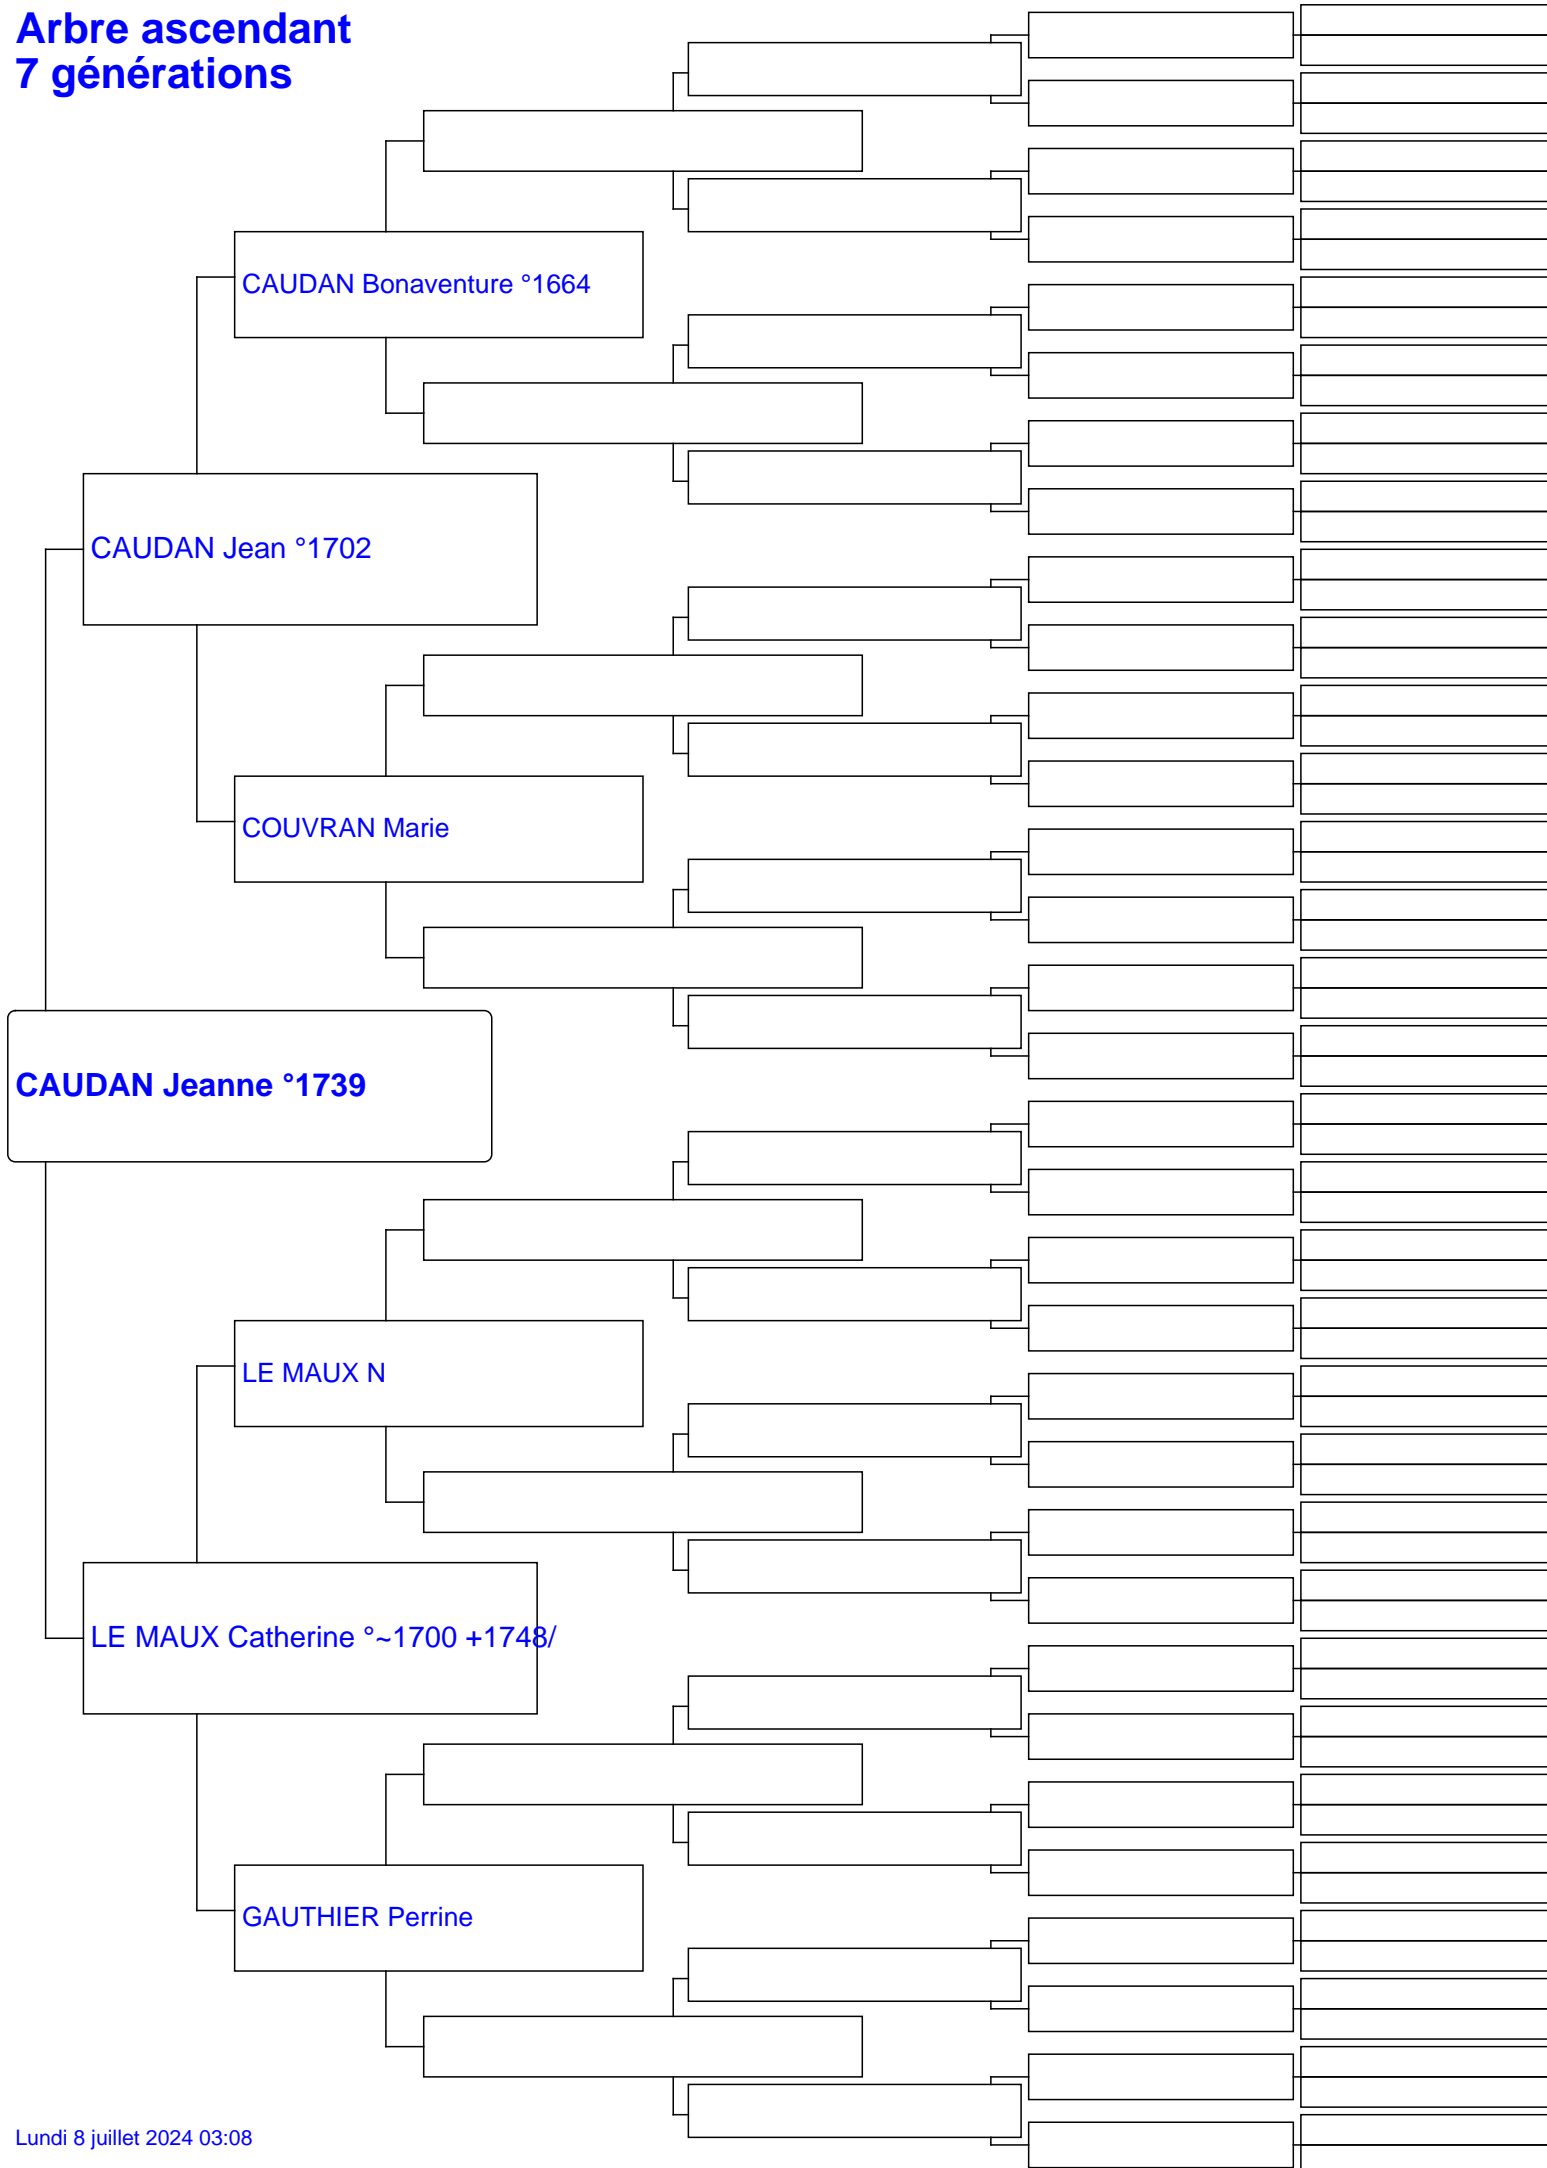 Arbre ascendant
7 générations
CAUDAN Bonaventure °1664
CAUDAN Jean °1702
COUVRAN Marie
CAUDAN Jeanne °1739
LE MAUX N
LE MAUX Catherine °~1700 +1748/
GAUTHIER Perrine
Lundi 8 juillet 2024 03:08